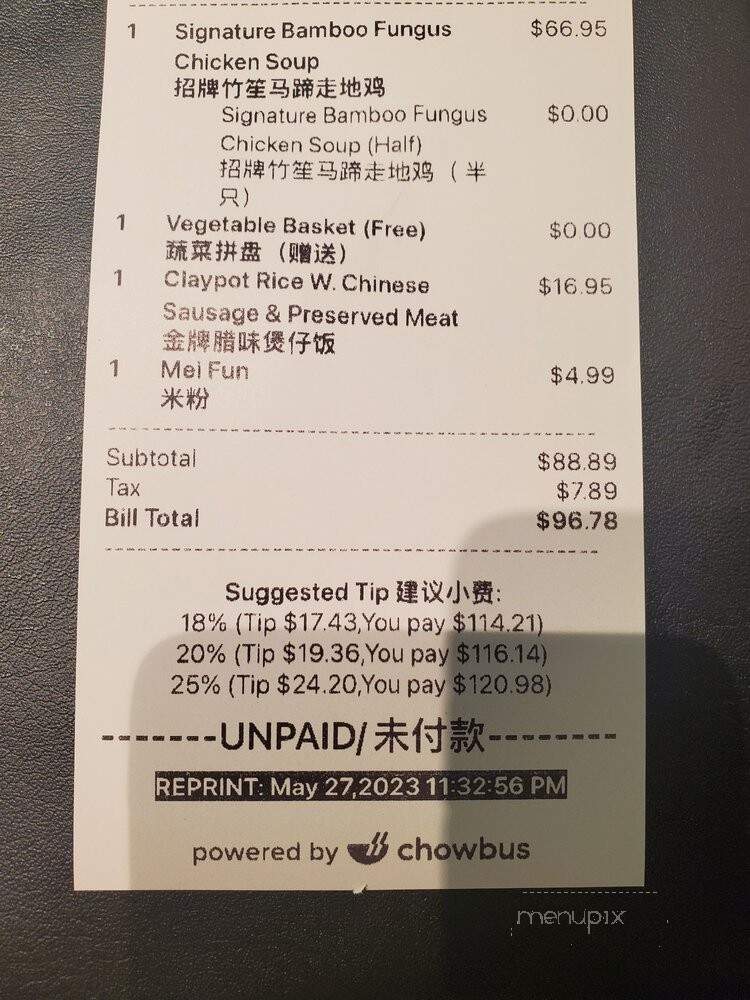 1 Signature Bamboo Fungus $66.95
Chicken Soup
招牌竹笙马蹄走地鸡
Signature Bamboo Fungus $0.00
Chicken Soup (Half)
招牌竹笙马蹄走地鸡（半
只）
1 Vegetable Basket (Free) $0.00
蔬菜拼盘（赠送）
1 Claypot Rice W. Chinese $16.95
Sausage & Preserved Meat
金牌腊味煲仔饭
1 Mei Fun $4.99
米粉
Subtotal $88.89
Tax $7.89
Bill Total $96.78
Suggested Tip 建议小费:
18% (Tip $17.43,You pay $114.21)
20% (Tip $19.36,You pay $116.14)
25% (Tip $24.20,You pay $120.98)
-------UNPAID/未付款--------
REPRINT: May 27,2023 11:32:56 PM
powered by chowbus
menupix